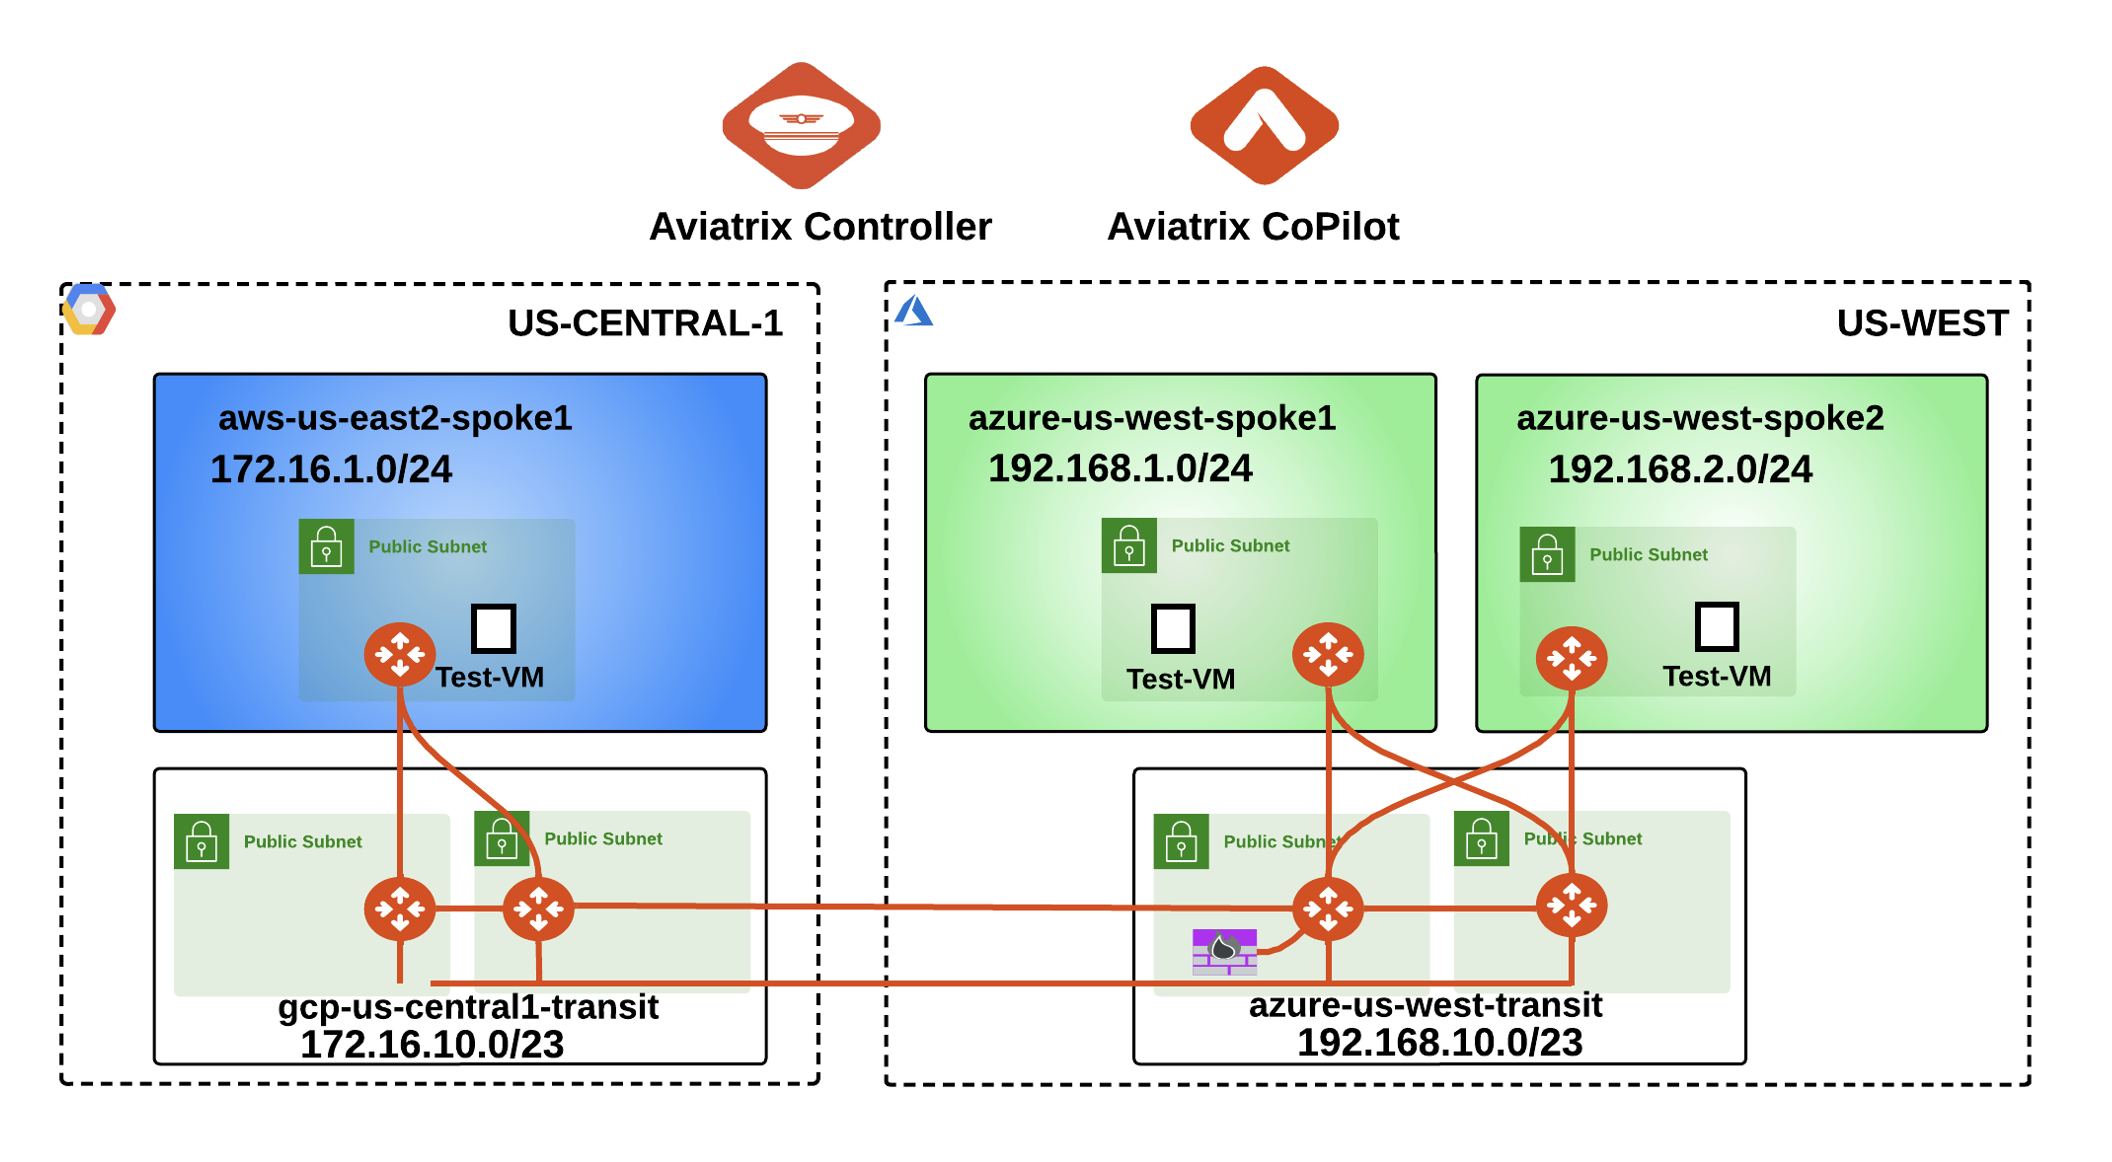 Aviatrix Controller
Aviatrix CoPilot
US-CENTRAL-1
aws-us-east2-spoke1
172.16.1.0/24
Public Subnet
Test-VM
Public Subnet
Public Subnet
gcp-us-central1-transit
172.16.10.0/23
US-WEST
azure-us-west-spoke1
192.168.1.0/24
Public Subnet
Test-VM
azure-us-west-spoke2
192.168.2.0/24
Public Subnet
Test-VM
Public Subnet
Public Subnet
azure-us-west-transit
192.168.10.0/23